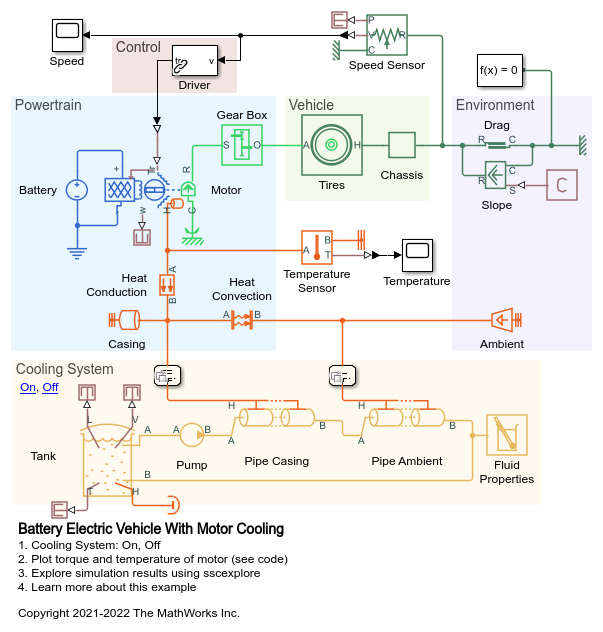 P
V
R
C
Speed
Control
tr
v
Driver
Speed Sensor
f(x) = 0
Powertrain
Gear Box
Vehicle
Environment
S
O
A
H
Drag
R
C
Battery
+
Tr
R
Motor
Tires
Chassis
R
C
S
C
Slope
w
H
C
A
B
T
Heat
Conduction
A
B
Temperature
Sensor
Temperature
Heat
Convection
A
B
Casing
Ambient
Cooling System
On, Off
L
V
H
H
A
A
B
A
B
A
B
Tank
Pump
Pipe Casing
Pipe Ambient
Fluid
Properties
B
T
H
Battery Electric Vehicle With Motor Cooling
1. Cooling System: On, Off
2. Plot torque and temperature of motor (see code)
3. Explore simulation results using sscexplore
4. Learn more about this example
Copyright 2021-2022 The MathWorks Inc.